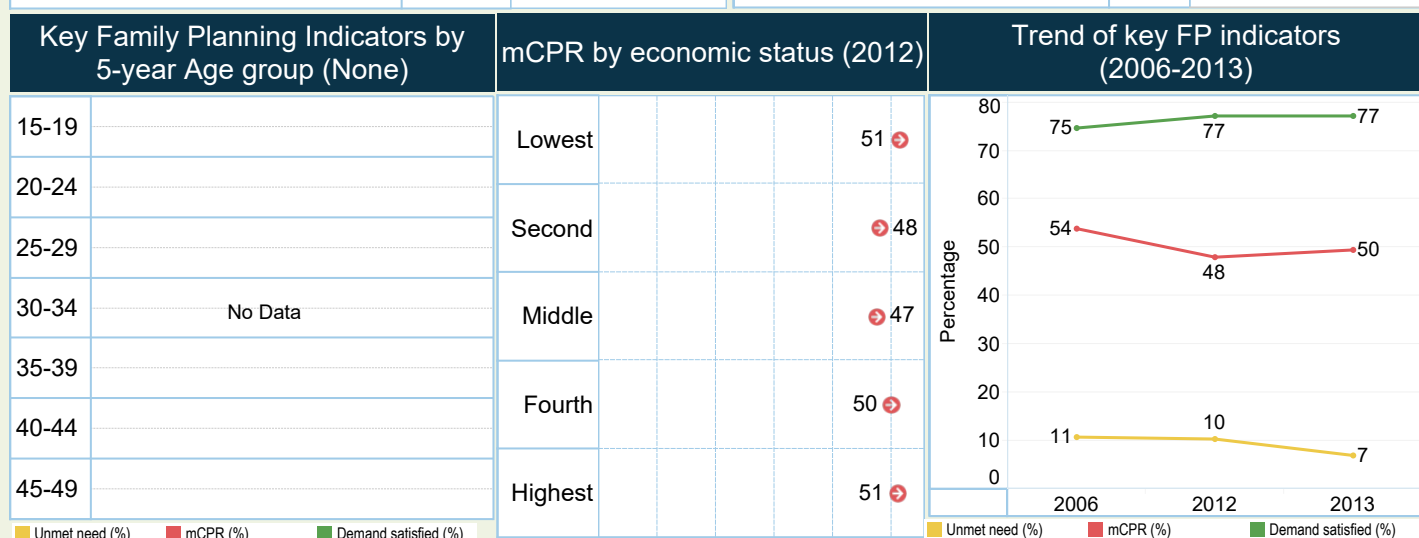 Key Family Planning Indicators by
5-year Age group (None)
15-19
20-24
25-29
30-34
No Data
35-39
40-44
45-49
Unmet need (%) mCPR (%) Demand satisfied (%)
mCPR by economic status (2012)
Lowest 51
Second 48
Middle 47
Fourth 50
Highest 51
Trend of key FP indicators
(2006-2013)
Percentage
80
70
60
50
40
30
20
10
0
75 77 77
54 48 50
11 10 7
2006 2012 2013
Unmet need (%) mCPR (%) Demand satisfied (%)